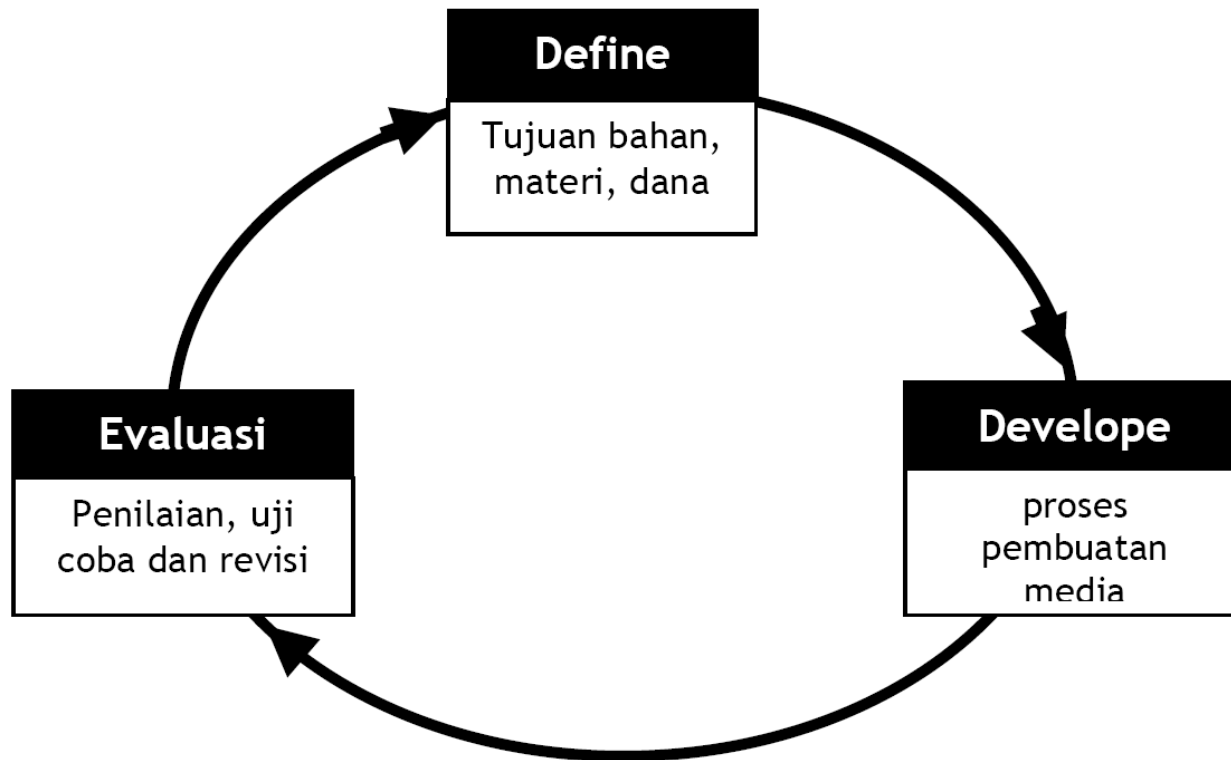 Define
Tujuan bahan,
materi, dana
Develope
proses
pembuatan
media
Evaluasi
Penilaian, uji
coba dan revisi